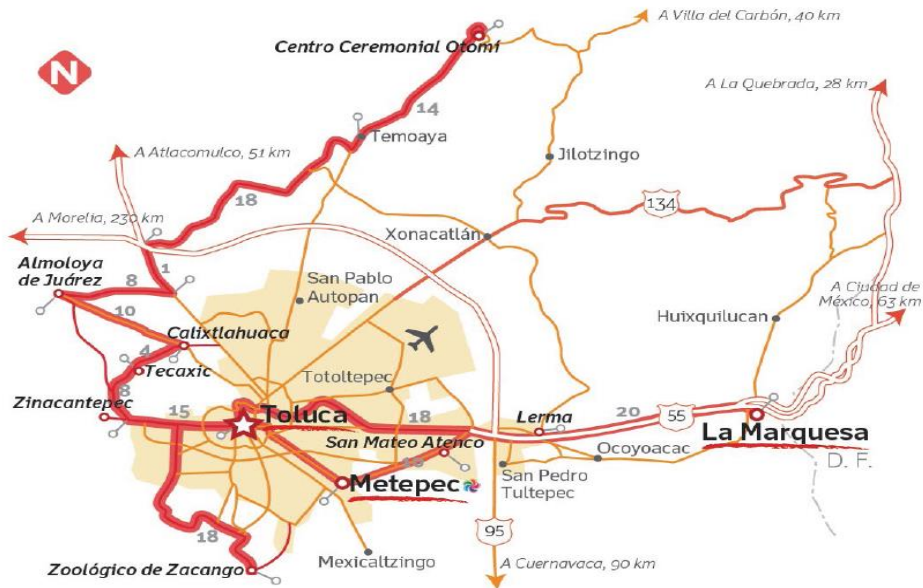 A Villa del Carbón, 40 km
Centro Ceremonial Otomí
N
A La Quebrada, 28 km
14
Temoaya
A Atlacomulco, 51 km
Jilotzingo
18
134
A Morelia, 230 km
Xonacatlán
Almoloya
de Juárez
8
1
San Pablo
Autopan
A Ciudad de
México, 63 km
10
Calixtlahuaca
Huixquilucan
4
Tecaxic
Totoltepec
8
Zinacantepec
15
Toluca
18
Lerma
20
55
La Marquesa
San Mateo Atenco
Ocoyoacac
D. F.
Metepec
San Pedro
Tultepec
18
95
Mexicaltzingo
A Cuernavaca, 90 km
Zoológico de Zacango